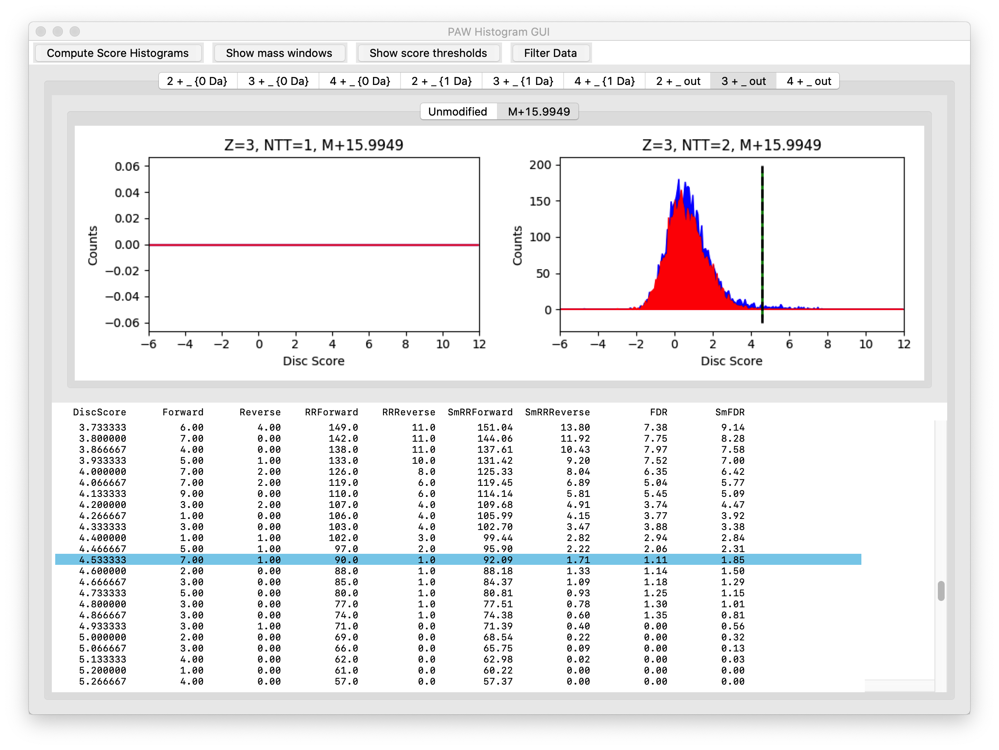 PAW Histogram GUI
Compute Score Histograms Show mass windows Show score thresholds Filter Data
2 + _ {0 Da} 3 + _ {0 Da} 4 + _ {0 Da} 2 + _ {1 Da} 3 + _ {1 Da} 4 + _ {1 Da} 2 + _ out 3 + _ out 4 + _ out
Unmodified M+15.9949
Z=3, NTT=1, M+15.9949
0.06
0.04
0.02
0.00
−0.02
−0.04
−0.06
Counts
−6 −4 −2 0 2 4 6 8 10 12
Disc Score
Z=3, NTT=2, M+15.9949
200
150
100
50
0
Counts
−6 −4 −2 0 2 4 6 8 10 12
Disc Score
DiscScore Forward Reverse RRForward RRReverse SmRRForward SmRRReverse FDR SmFDR
3.733333 6.00 4.00 149.0 11.0 151.04 13.80 7.38 9.14
3.800000 7.00 0.00 142.0 11.0 144.06 11.92 7.75 8.28
3.866667 4.00 0.00 138.0 11.0 137.61 10.43 7.97 7.58
3.933333 5.00 1.00 133.0 10.0 131.42 9.20 7.52 7.00
4.000000 7.00 2.00 126.0 8.0 125.33 8.04 6.35 6.42
4.066667 7.00 2.00 119.0 6.0 119.45 6.89 5.04 5.77
4.133333 9.00 0.00 110.0 6.0 114.14 5.81 5.45 5.09
4.200000 3.00 2.00 107.0 4.0 109.68 4.91 3.74 4.47
4.266667 1.00 0.00 106.0 4.0 105.99 4.15 3.77 3.92
4.333333 3.00 0.00 103.0 4.0 102.70 3.47 3.88 3.38
4.400000 1.00 1.00 102.0 3.0 99.44 2.82 2.94 2.84
4.466667 5.00 1.00 97.0 2.0 95.90 2.22 2.06 2.31
4.533333 7.00 1.00 90.0 1.0 92.09 1.71 1.11 1.85
4.600000 2.00 0.00 88.0 1.0 88.18 1.33 1.14 1.50
4.666667 3.00 0.00 85.0 1.0 84.37 1.09 1.18 1.29
4.733333 5.00 0.00 80.0 1.0 80.81 0.93 1.25 1.15
4.800000 3.00 0.00 77.0 1.0 77.51 0.78 1.30 1.01
4.866667 3.00 0.00 74.0 1.0 74.38 0.60 1.35 0.81
4.933333 3.00 1.00 71.0 0.0 71.39 0.40 0.00 0.56
5.000000 2.00 0.00 69.0 0.0 68.54 0.22 0.00 0.32
5.066667 3.00 0.00 66.0 0.0 65.75 0.09 0.00 0.13
5.133333 4.00 0.00 62.0 0.0 62.98 0.02 0.00 0.03
5.200000 1.00 0.00 61.0 0.0 60.22 0.00 0.00 0.00
5.266667 4.00 0.00 57.0 0.0 57.37 0.00 0.00 0.00